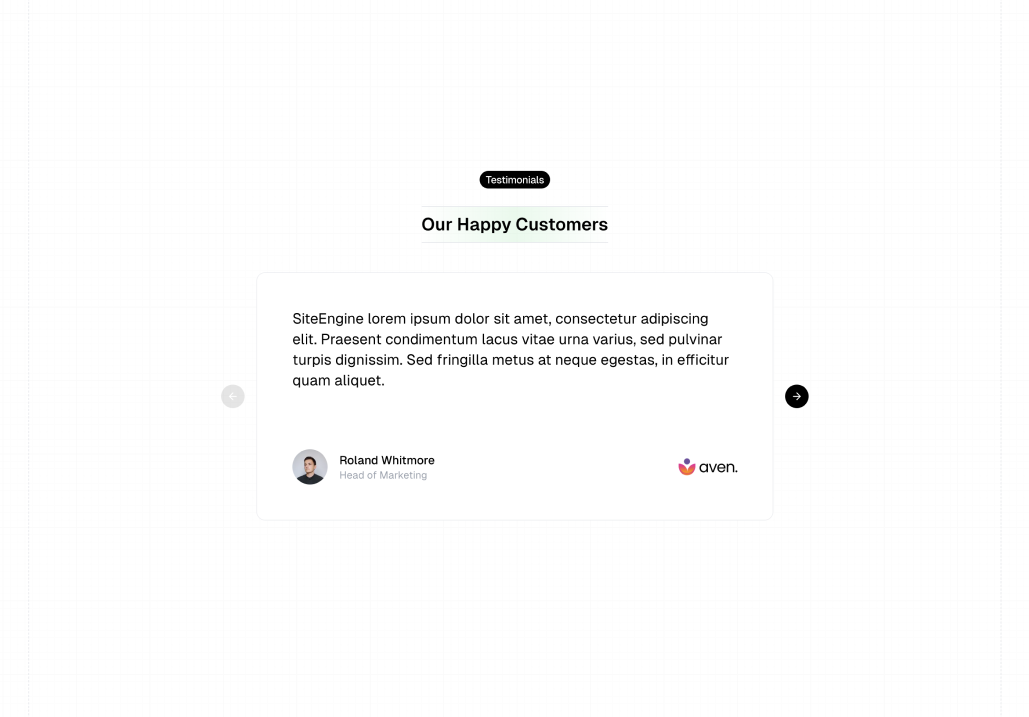 Testimonials
Our Happy Customers
SiteEngine lorem ipsum dolor sit amet, consectetur adipiscing
elit. Praesent condimentum lacus vitae urna varius, sed pulvinar
turpis dignissim. Sed fringilla metus at neque egestas, in efficitur
quam aliquet.
Roland Whitmore
Head of Marketing
aven.